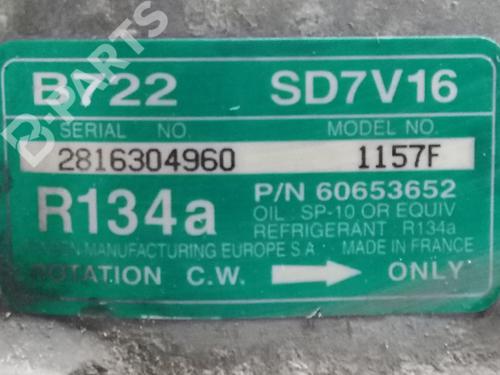 B-PARTS
B722 SD7V16
SERIAL NO. MODEL NO.
2816304960 1157F
R134a P/N 60653652
OIL : SP-10 OR EQUIV
REFRIGERANT : R134a
MANUFACTURING EUROPE S.A. MADE IN FRANCE
ROTATION C.W. ONLY